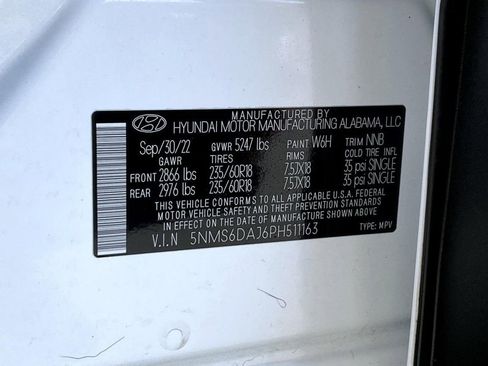 MANUFACTURED BY
HYUNDAI MOTOR MANUFACTURING ALABAMA, LLC
Sep/30/22 GVWR 5247 lbs PAINT W6H TRIM NNB
GAWR TIRES RIMS COLD TIRE INFL
FRONT 2866 lbs 235/60R18 7.5JX18 35 psi SINGLE
REAR 2976 lbs 235/60R18 7.5JX18 35 psi SINGLE
THIS VEHICLE CONFORMS TO ALL APPLICABLE U.S.A. FEDERAL
MOTOR VEHICLE SAFETY AND THEFT PREVENTION STANDARDS IN
EFFECT ON THE DATE OF MANUFACTURE SHOWN ABOVE.
V.I.N 5NMS6DAJ6PH511163 TYPE: MPV